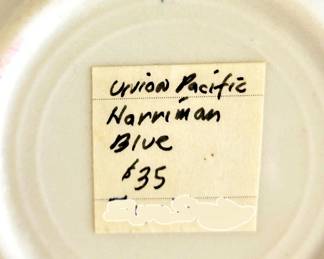 Union Pacific
Harriman
Blue
$35